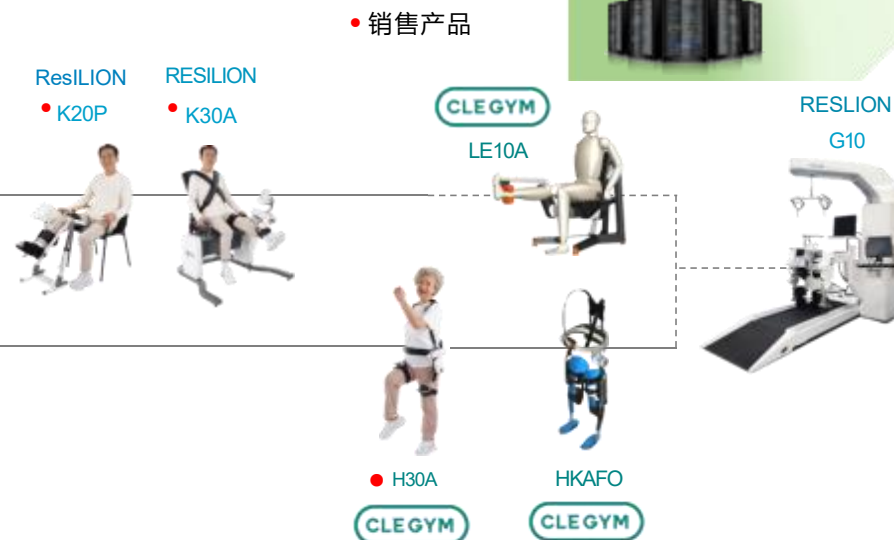 • 销售产品
ResILION
• K20P
RESILION
• K30A
CLEGYM
LE10A
RESLION
G10
• H30A
CLEGYM
HKAFO
CLEGYM